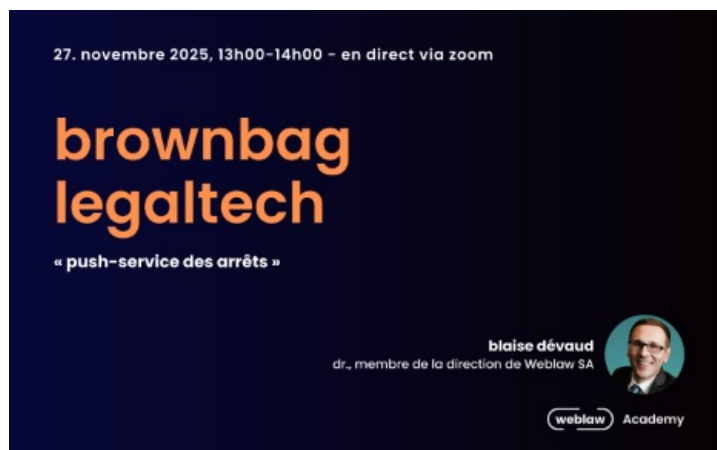 27. novembre 2025, 13h00-14h00 - en direct via zoom
brownbag
legaltech
« push-service des arrêts »
blaise dévaud
dr., membre de la direction de Weblaw SA
weblaw Academy